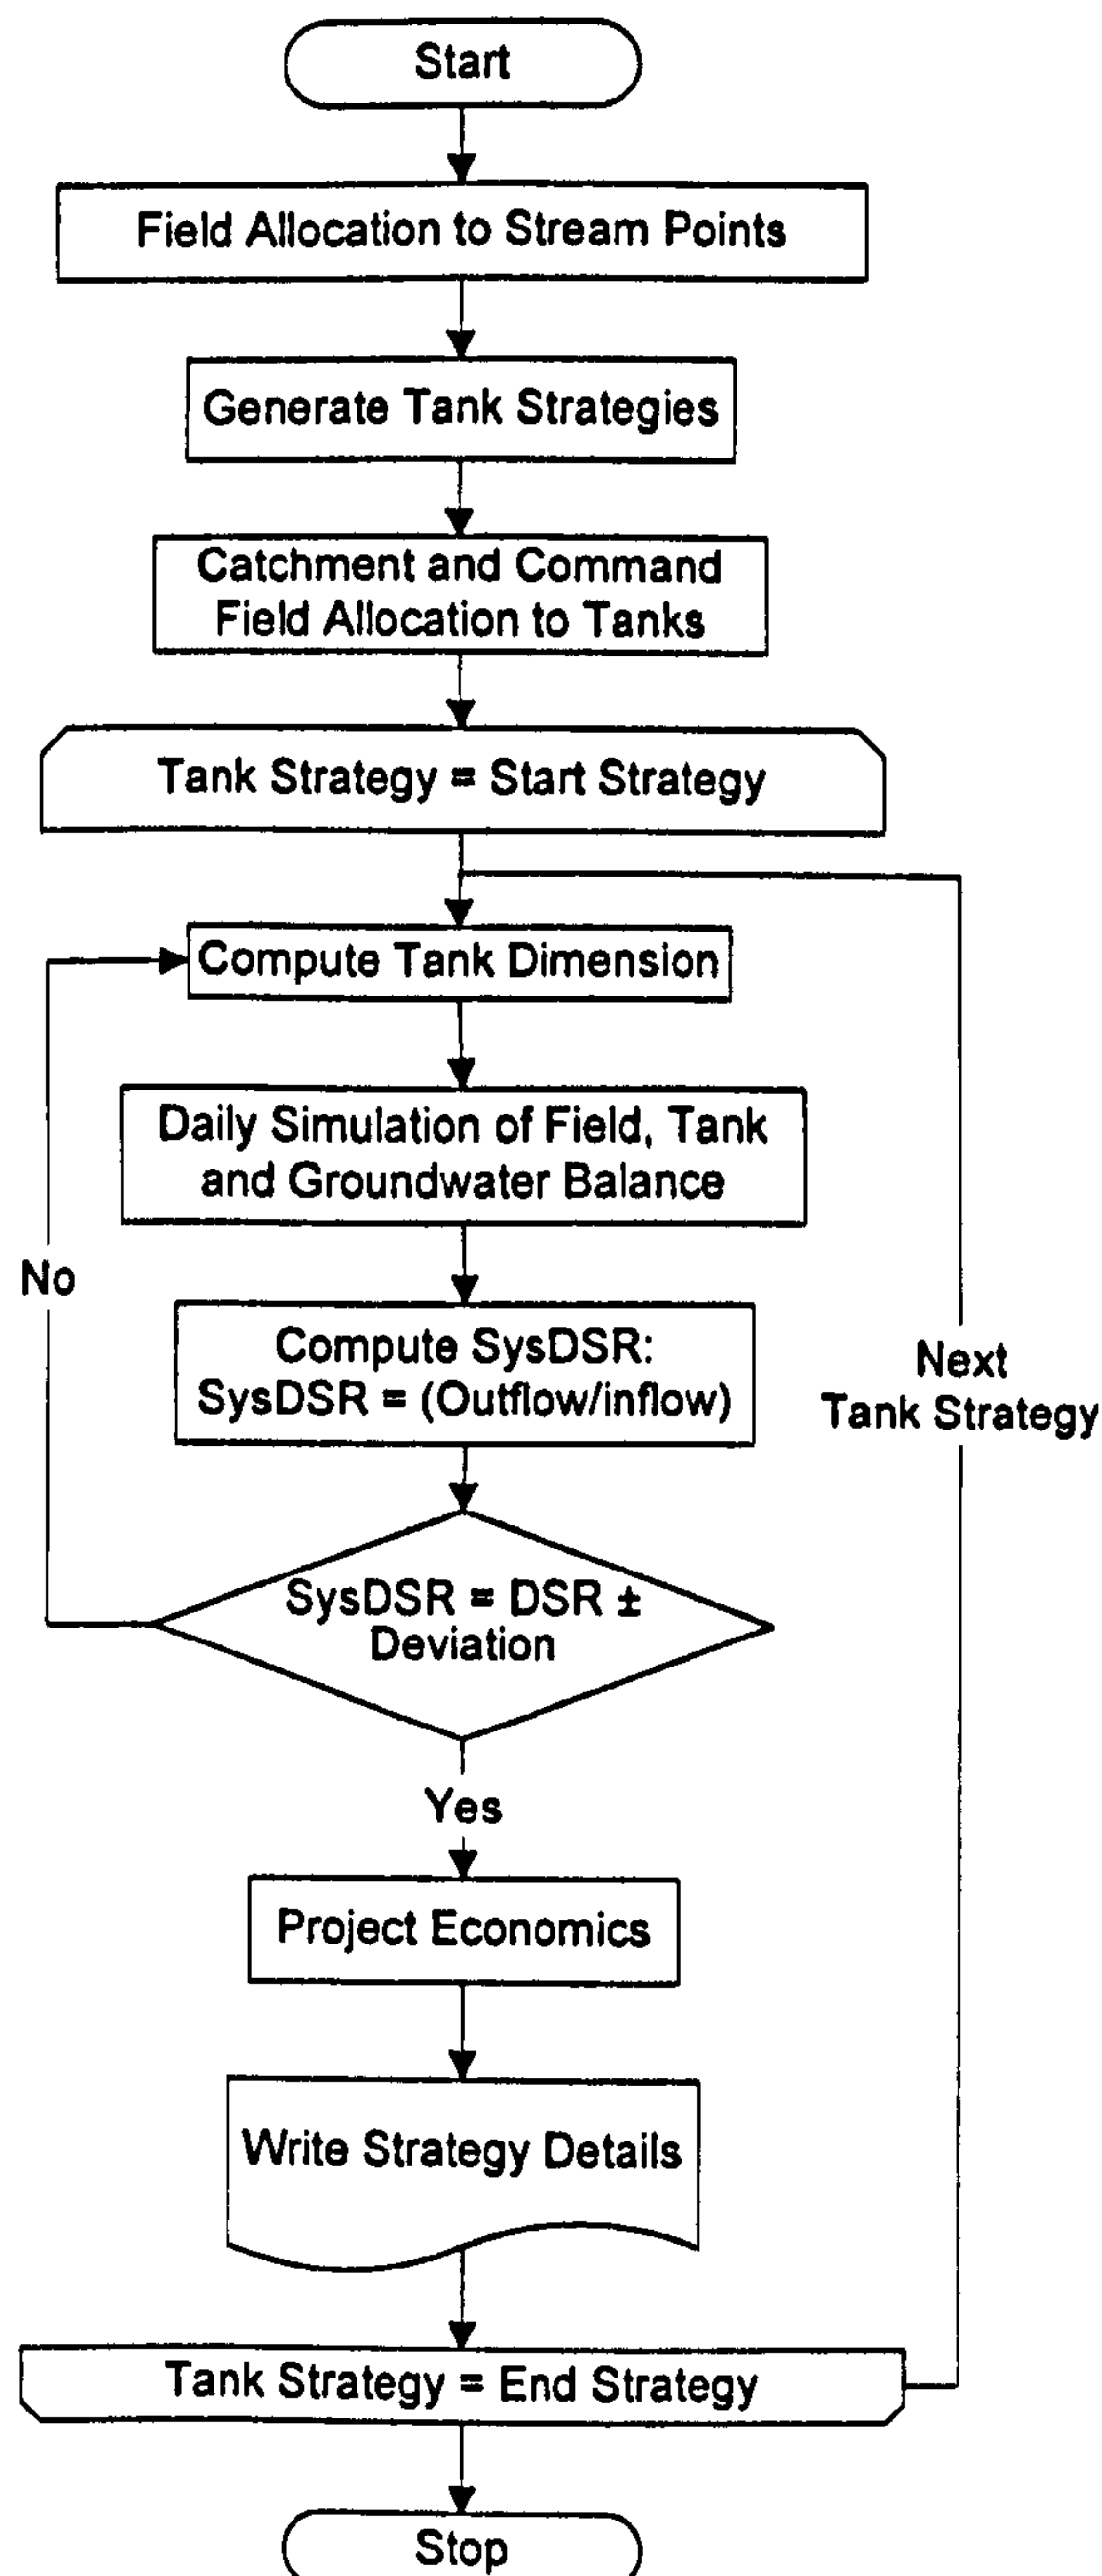 Start
Field Allocation to Stream Points
Generate Tank Strategies
Catchment and Command
Field Allocation to Tanks
Tank Strategy = Start Strategy
Compute Tank Dimension
Daily Simulation of Field, Tank
and Groundwater Balance
No
Compute SysDSR:
SysDSR = (Outflow/inflow)
Next
Tank Strategy
SysDSR = DSR ±
Deviation
Yes
Project Economics
Write Strategy Details
Tank Strategy = End Strategy
Stop